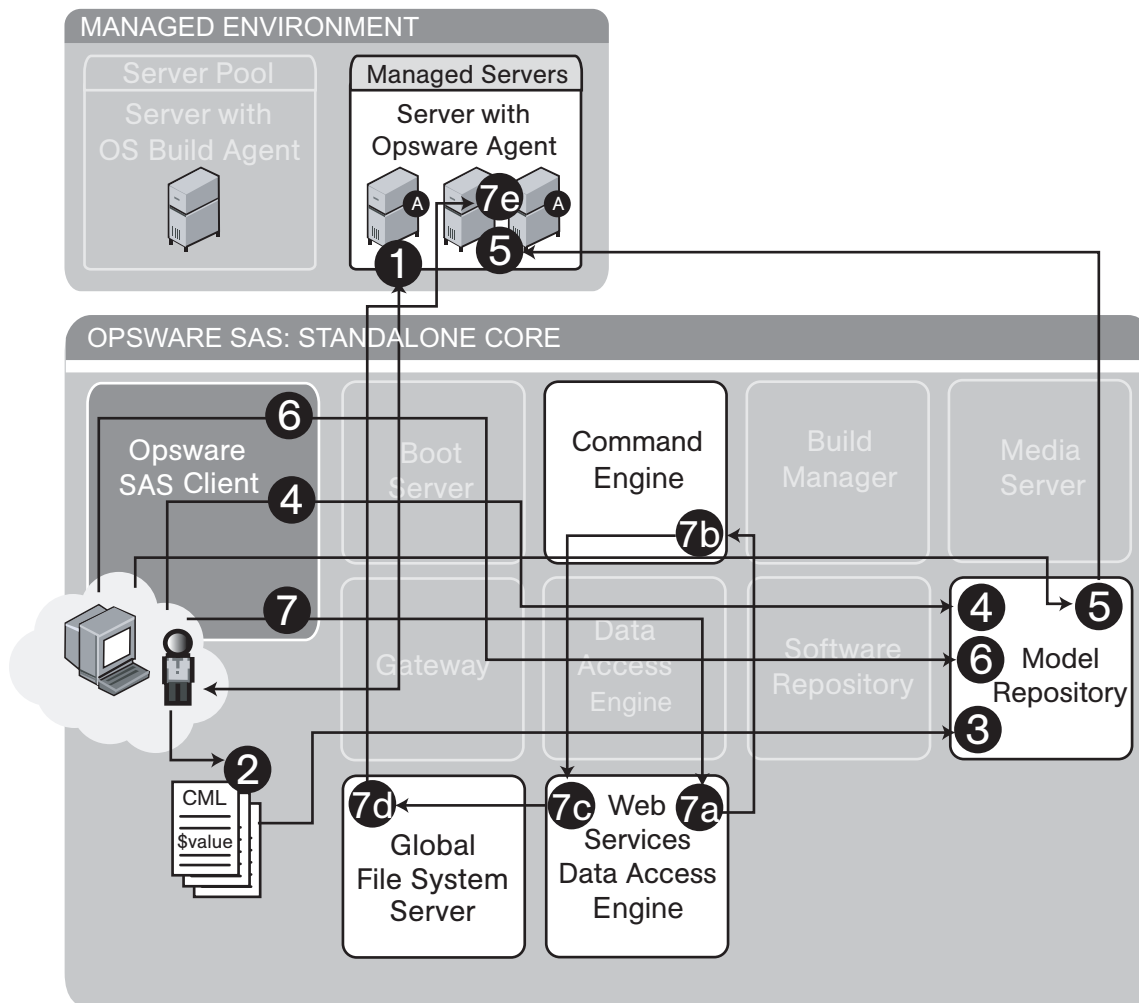 MANAGED ENVIRONMENT
Server Pool
Server with
OS Build Agent
Managed Servers
Server with
Opsware Agent
A
7e
A
1
5
OPSWARE SAS: STANDALONE CORE
Opsware
SAS Client
6
4
7
Boot
Server
Command
Engine
7b
Build
Manager
Media
Server
Gateway
Data
Access
Engine
Software
Repository
4
5
6
Model
Repository
3
2
CML
$value
7d
Global
File System
Server
7c
7a
Web
Services
Data Access
Engine